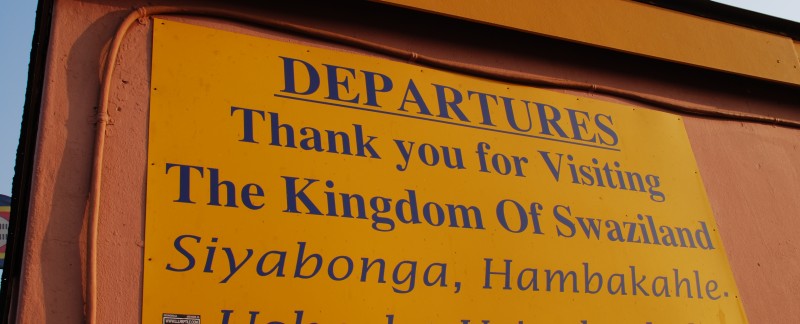 DEPARTURES
Thank you for Visiting
The Kingdom Of Swaziland
Siyabonga, Hambakahle.